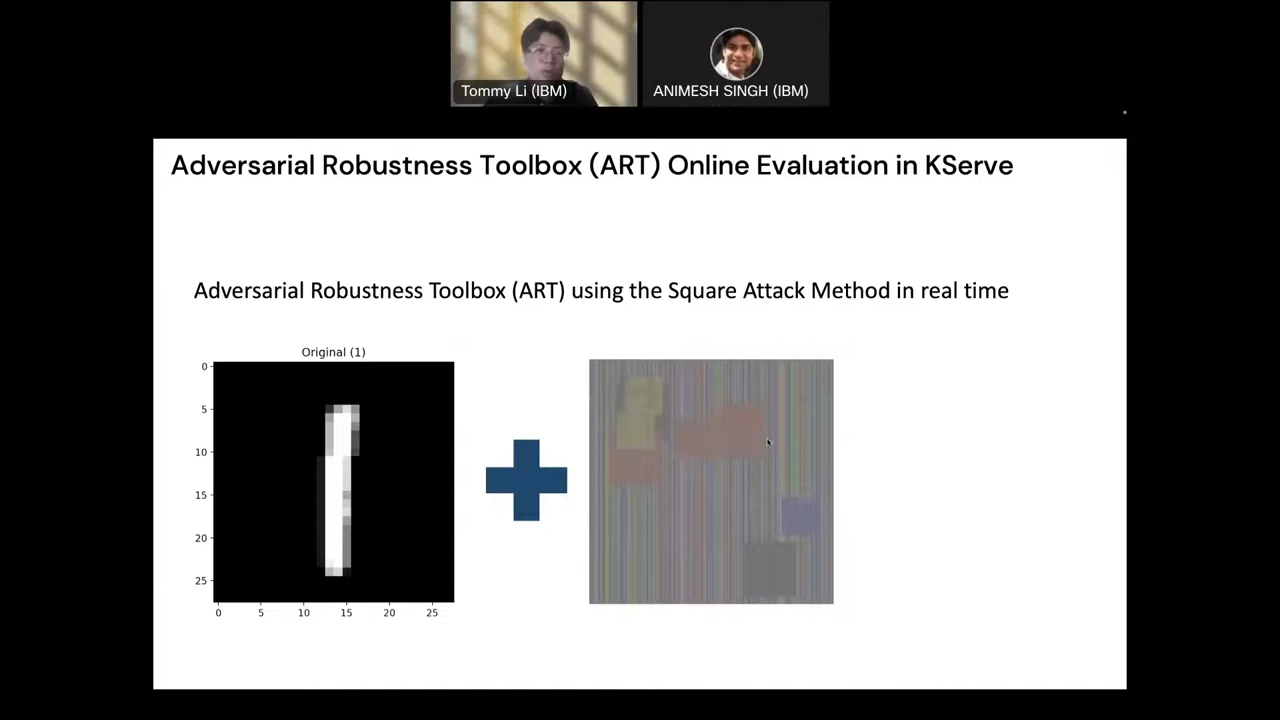 Tommy Li (IBM)
ANIMESH SINGH (IBM)
Adversarial Robustness Toolbox (ART) Online Evaluation in KServe
Adversarial Robustness Toolbox (ART) using the Square Attack Method in real time
Original (1)
0
5
10
15
20
25
0 5 10 15 20 25